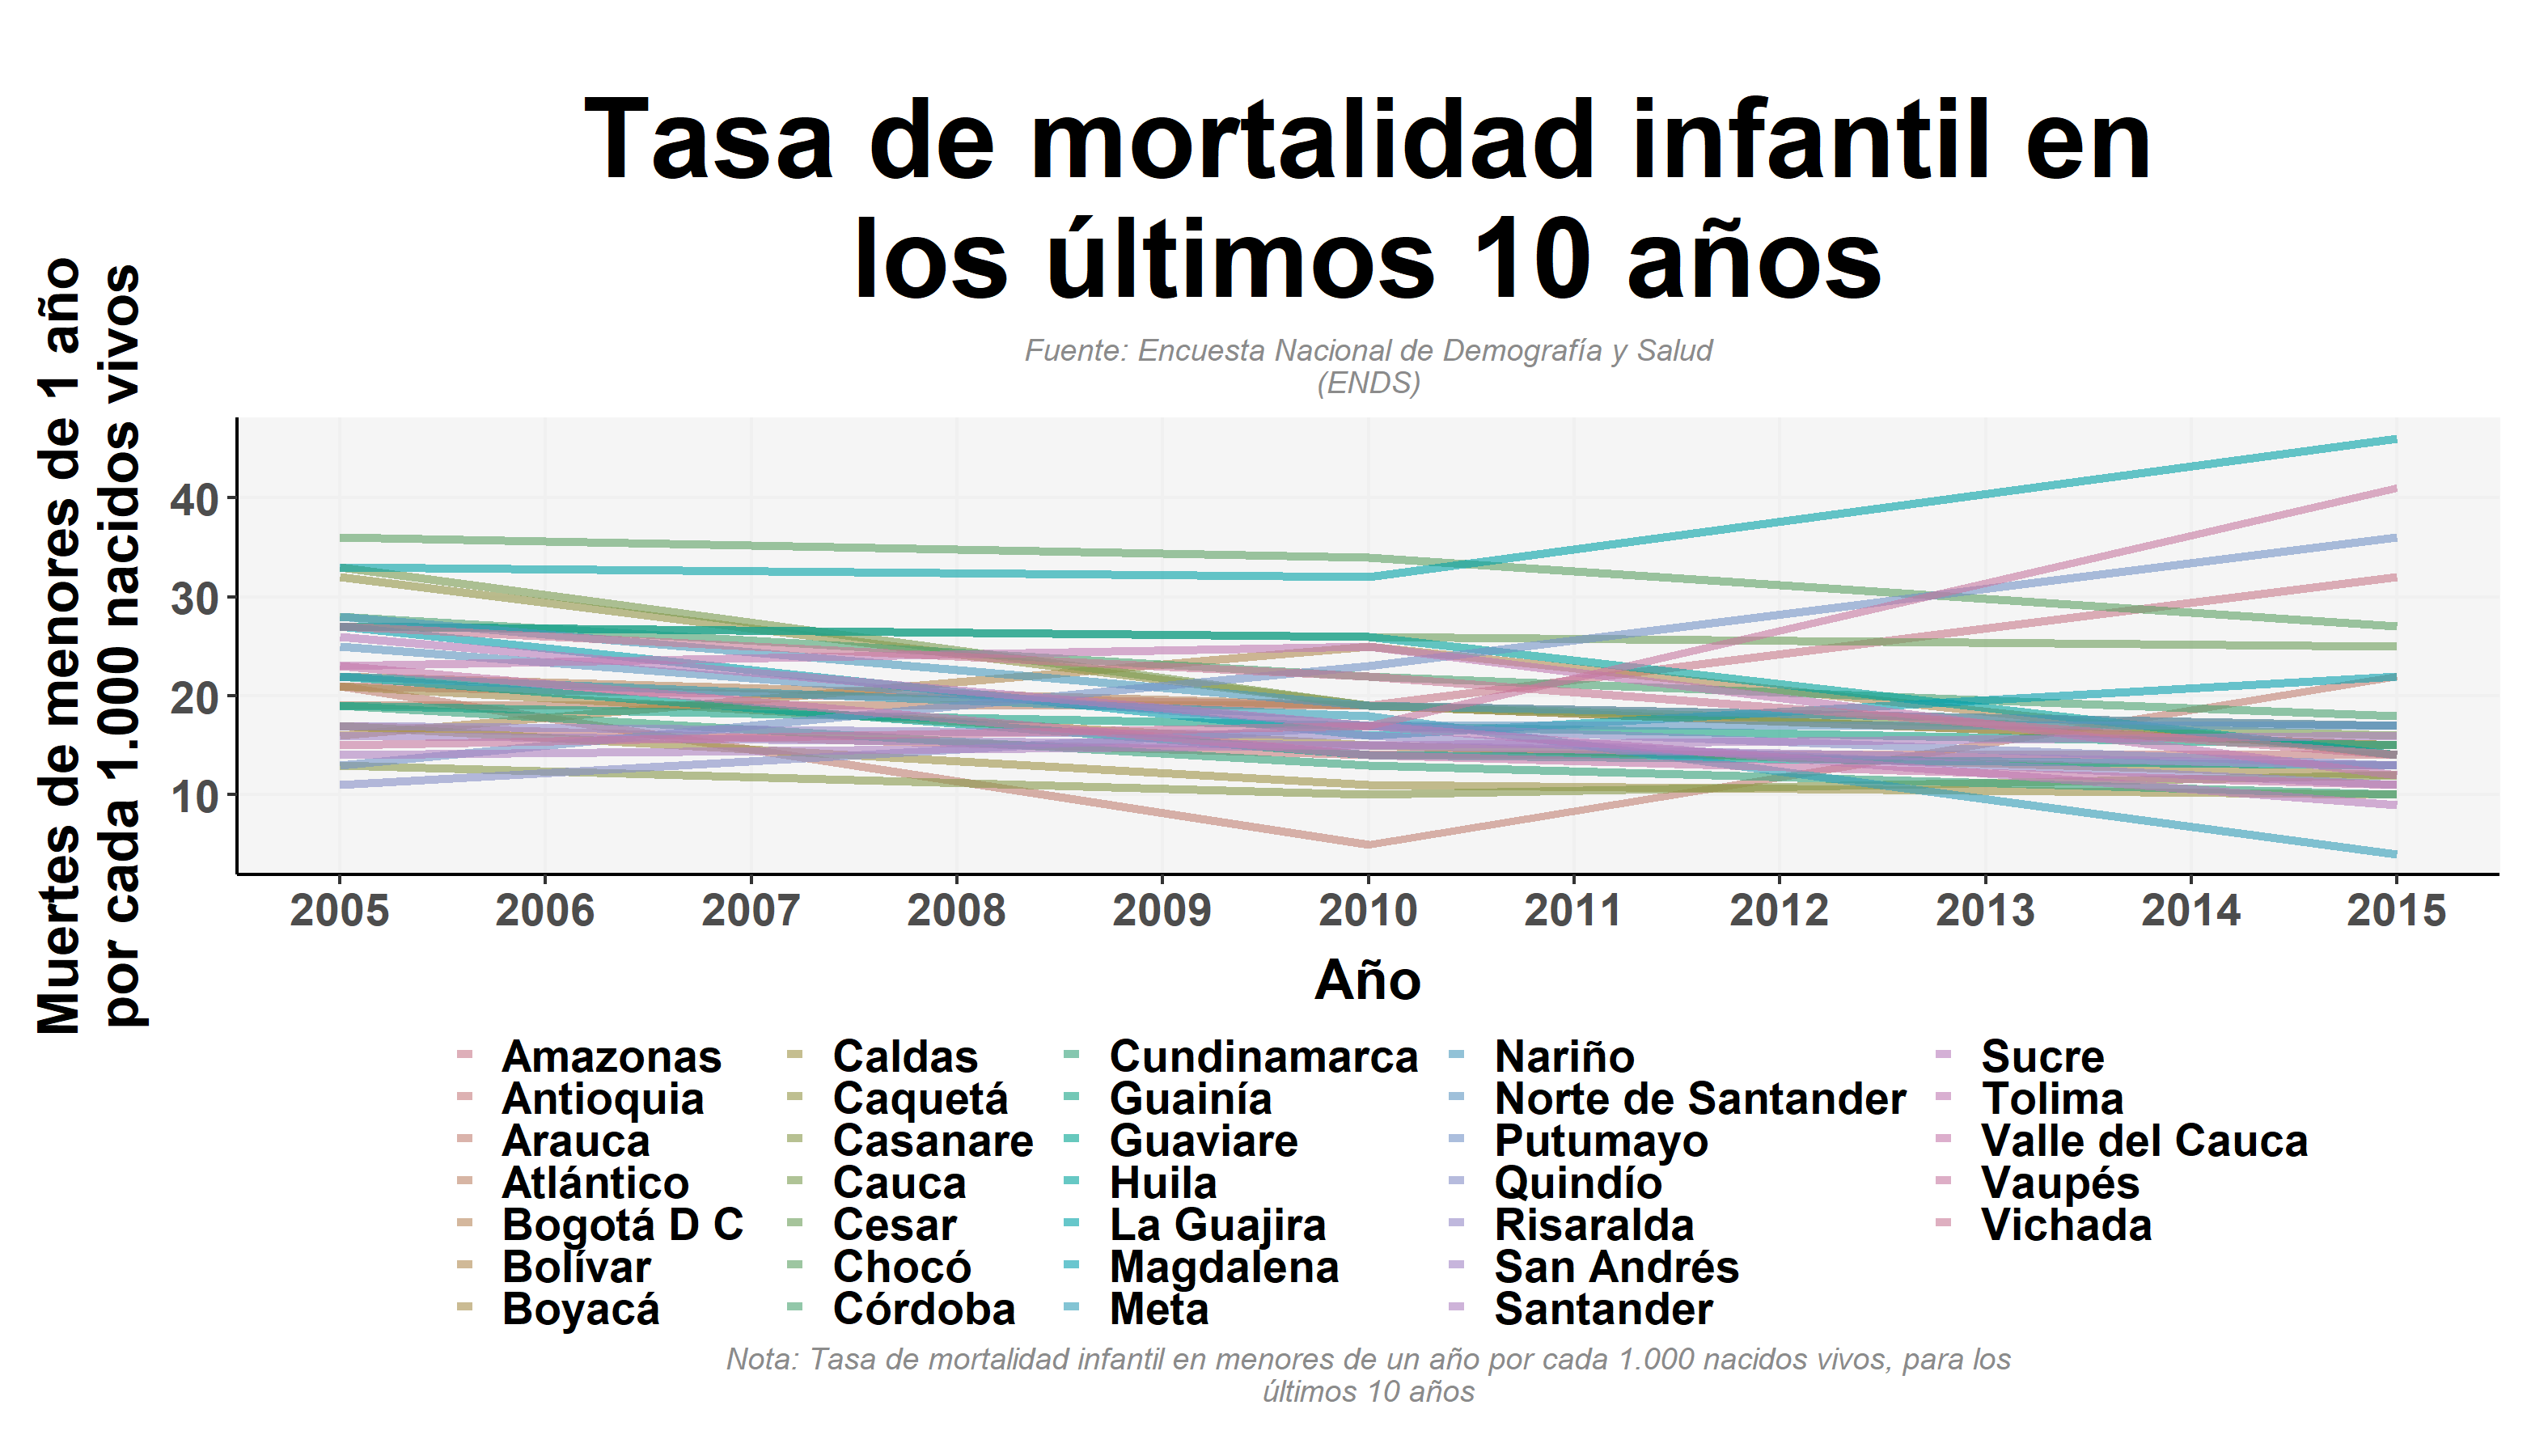 Tasa de mortalidad infantil en
los últimos 10 años
Fuente: Encuesta Nacional de Demografía y Salud
(ENDS)
Muertes de menores de 1 año
por cada 1.000 nacidos vivos
40
30
20
10
2005 2006 2007 2008 2009 2010 2011 2012 2013 2014 2015
Año
Amazonas
Antioquia
Arauca
Atlántico
Bogotá D C
Bolívar
Boyacá
Caldas
Caquetá
Casanare
Cauca
Cesar
Chocó
Córdoba
Cundinamarca
Guainía
Guaviare
Huila
La Guajira
Magdalena
Meta
Nariño
Norte de Santander
Putumayo
Quindío
Risaralda
San Andrés
Santander
Sucre
Tolima
Valle del Cauca
Vaupés
Vichada
Nota: Tasa de mortalidad infantil en menores de un año por cada 1.000 nacidos vivos, para los
últimos 10 años